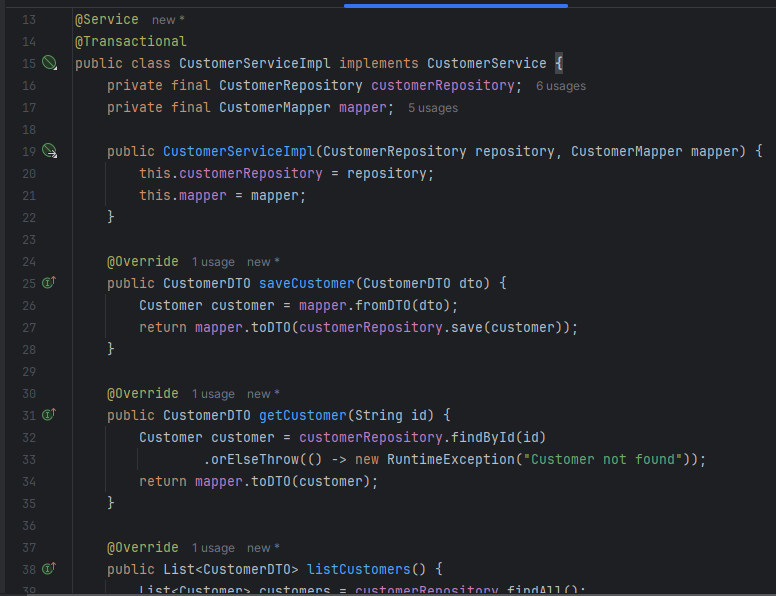 13 @Service new *
14 @Transactional
15 public class CustomerServiceImpl implements CustomerService {
16 private final CustomerRepository customerRepository; 6 usages
17 private final CustomerMapper mapper; 5 usages
18
19 public CustomerServiceImpl(CustomerRepository repository, CustomerMapper mapper) {
20 this.customerRepository = repository;
21 this.mapper = mapper;
22 }
23
24 @Override 1 usage new *
25 public CustomerDTO saveCustomer(CustomerDTO dto) {
26 Customer customer = mapper.fromDTO(dto);
27 return mapper.toDTO(customerRepository.save(customer));
28 }
29
30 @Override 1 usage new *
31 public CustomerDTO getCustomer(String id) {
32 Customer customer = customerRepository.findById(id)
33 .orElseThrow(() -> new RuntimeException("Customer not found"));
34 return mapper.toDTO(customer);
35 }
36
37 @Override 1 usage new *
38 public List<CustomerDTO> listCustomers() {
39 List<Customer> customers = customerRepository.findAll();